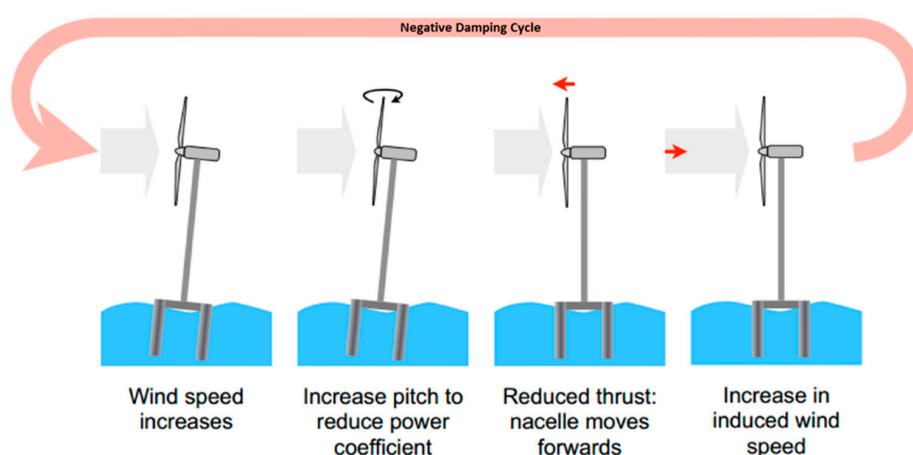 Negative Damping Cycle
Wind speed
increases
Increase pitch to
reduce power
coefficient
Reduced thrust:
nacelle moves
forwards
Increase in
induced wind
speed